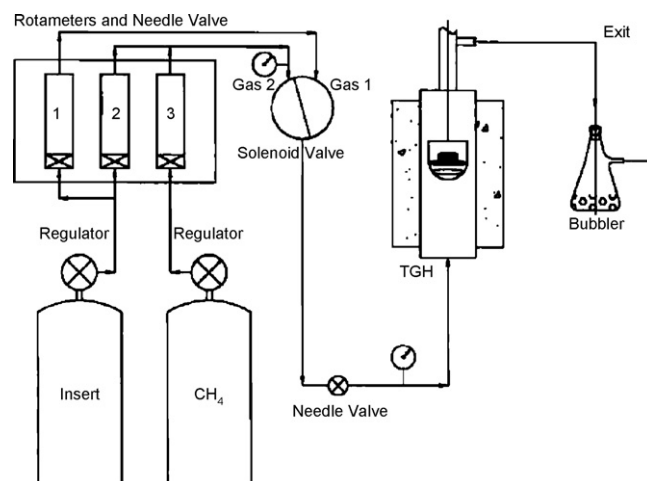 Rotameters and Needle Valve
Exit
Gas 2
Gas 1
1
2
3
Solenoid Valve
Bubbler
Regulator
Regulator
TGH
Insert
CH₄
Needle Valve